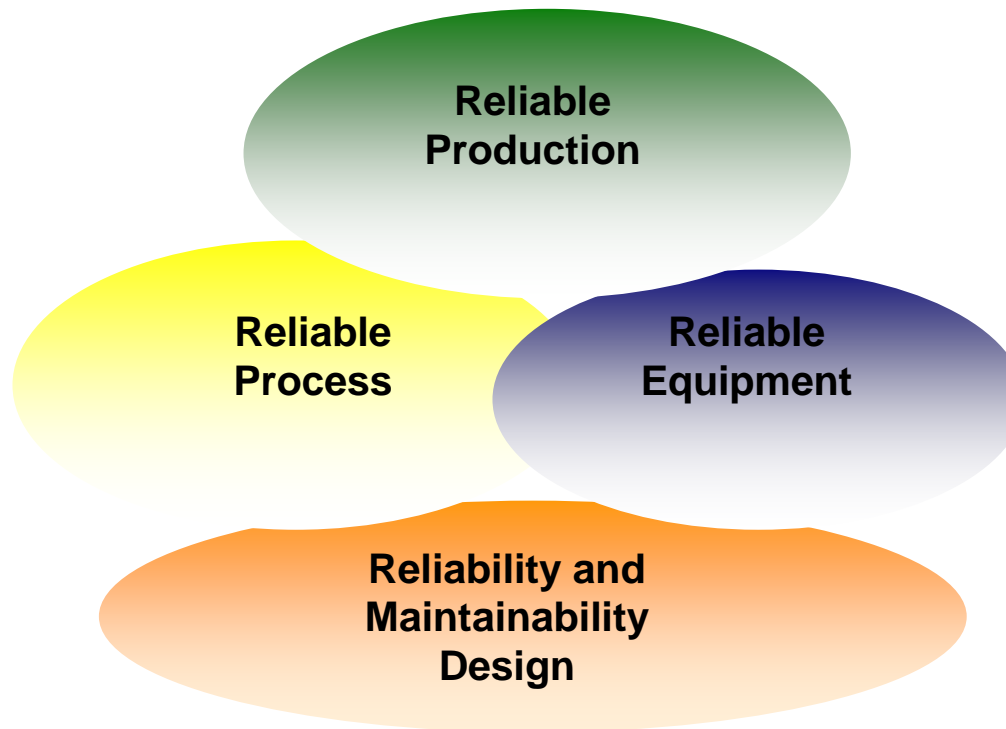 Reliable
Production
Reliable
Process
Reliable
Equipment
Reliability and
Maintainability
Design